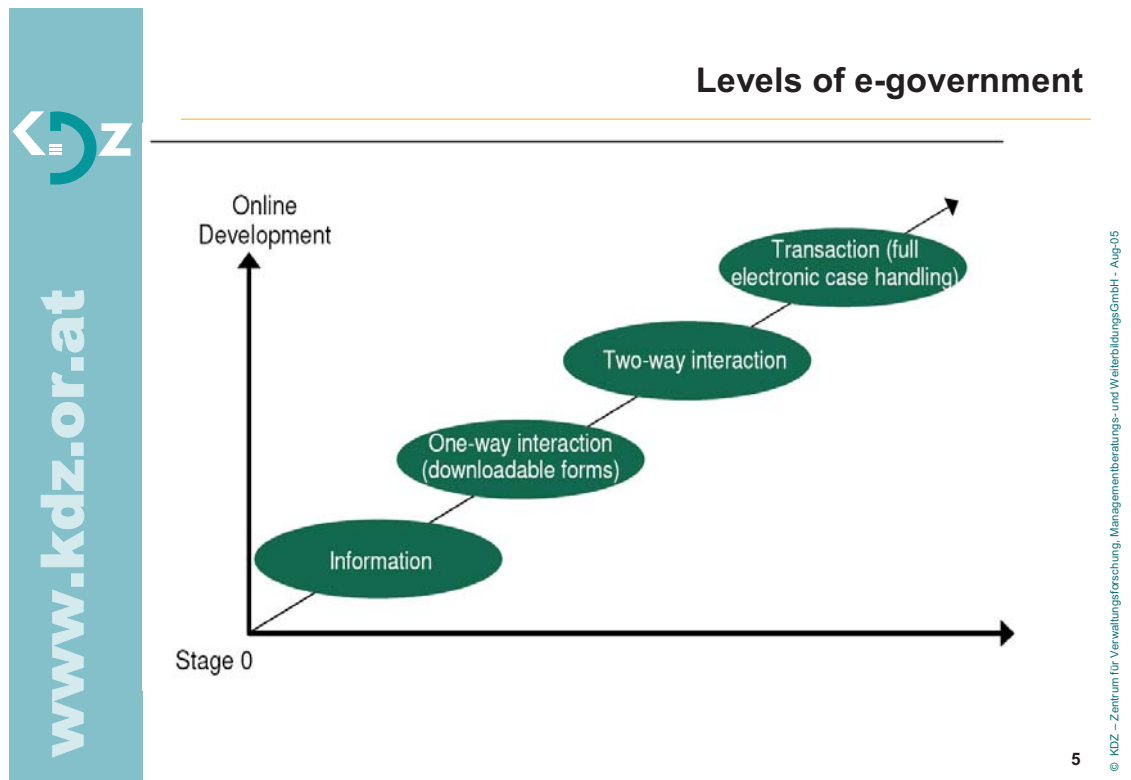 Levels of e-government
KDZ
www.kdz.or.at
Online
Development
Transaction (full
electronic case handling)
Two-way interaction
One-way interaction
(downloadable forms)
Information
Stage 0
5
© KDZ – Zentrum für Verwaltungsforschung, Managementberatungs- und WeiterbildungsGmbH - Aug-05